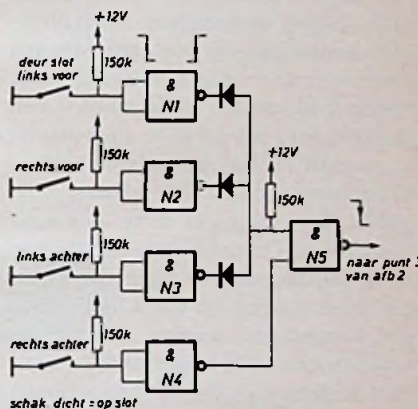 +12V
150k
deur slot
links voor
&
N1
150k
rechts voor
&
N2
+12V
150k
150k
links achter
&
N3
&
N5
naar punt 3
van afb 2
150k
rechts achter
&
N4
schak. dicht = op slot